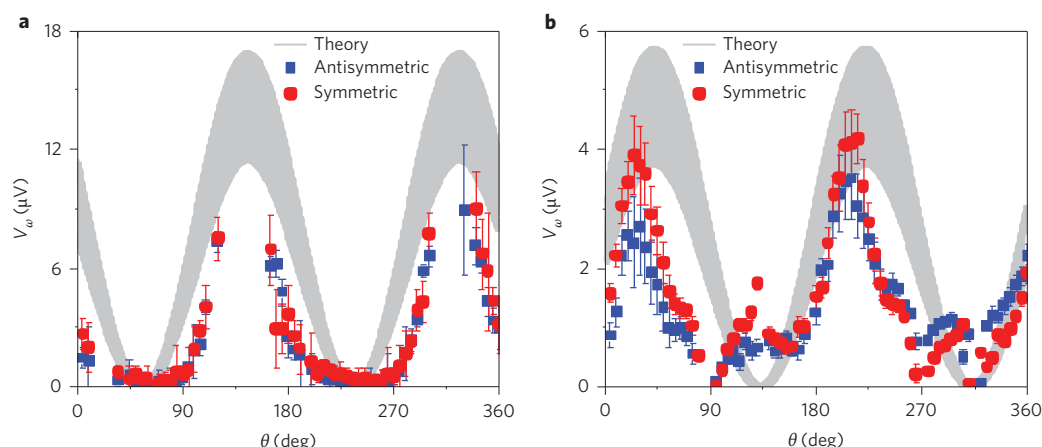 a
18
12
6
0
V_ω (μV)
Theory
Antisymmetric
Symmetric
0 90 180 270 360
θ (deg)
b
6
4
2
0
V_ω (μV)
Theory
Antisymmetric
Symmetric
0 90 180 270 360
θ (deg)